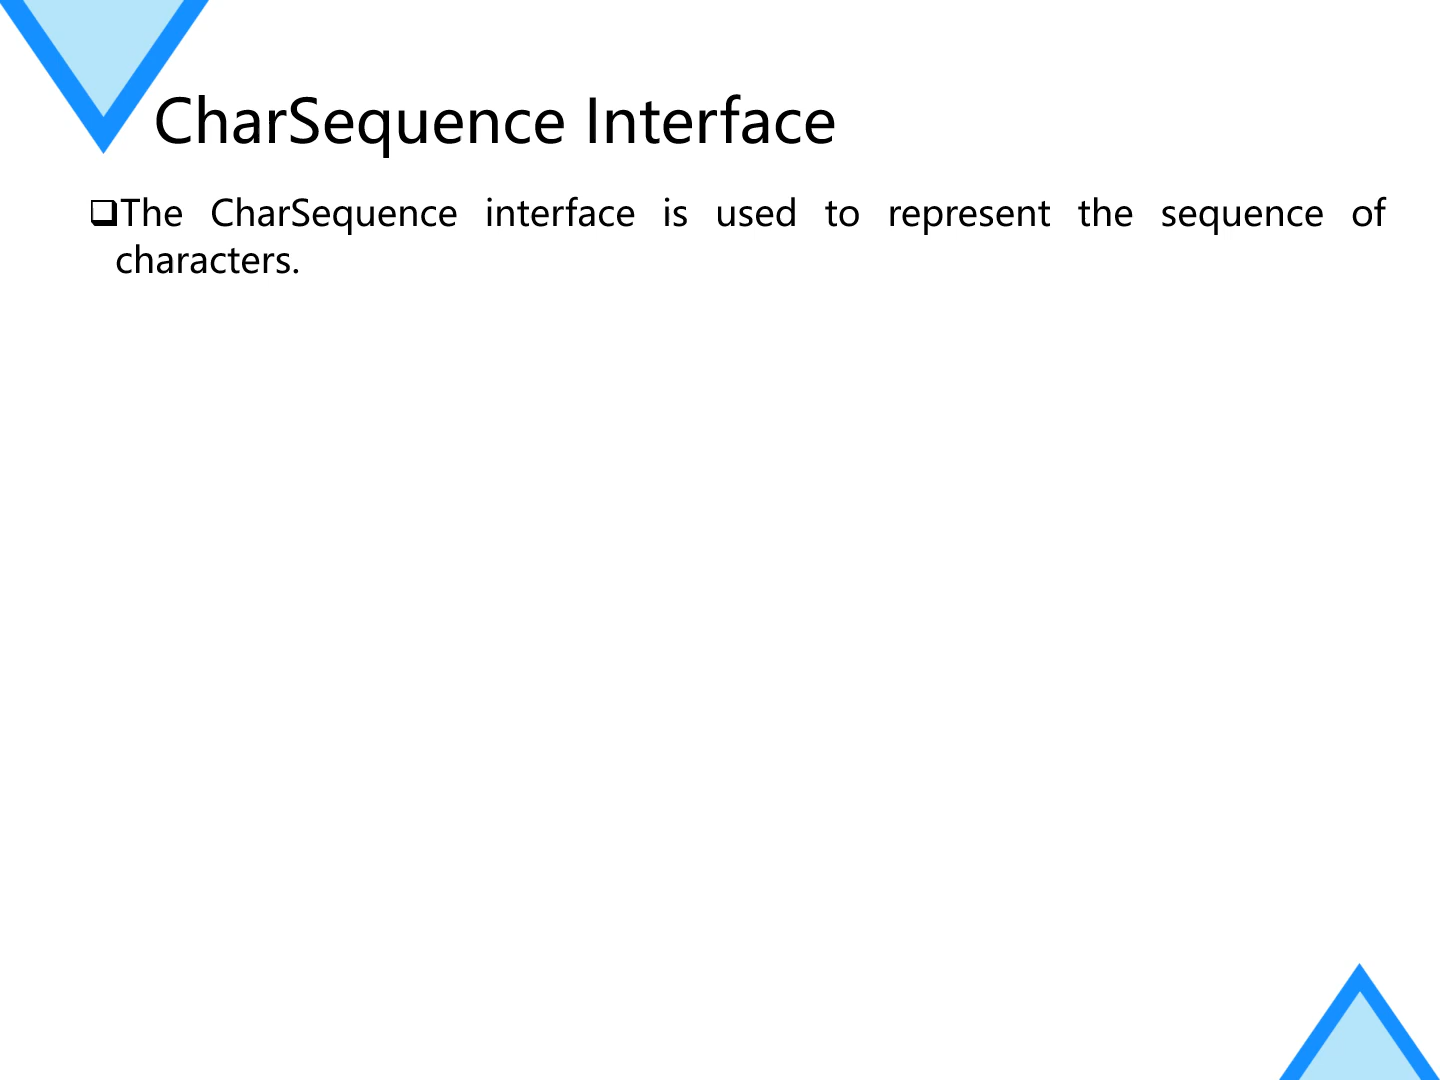 CharSequence Interface
❑The CharSequence interface is used to represent the sequence of
characters.